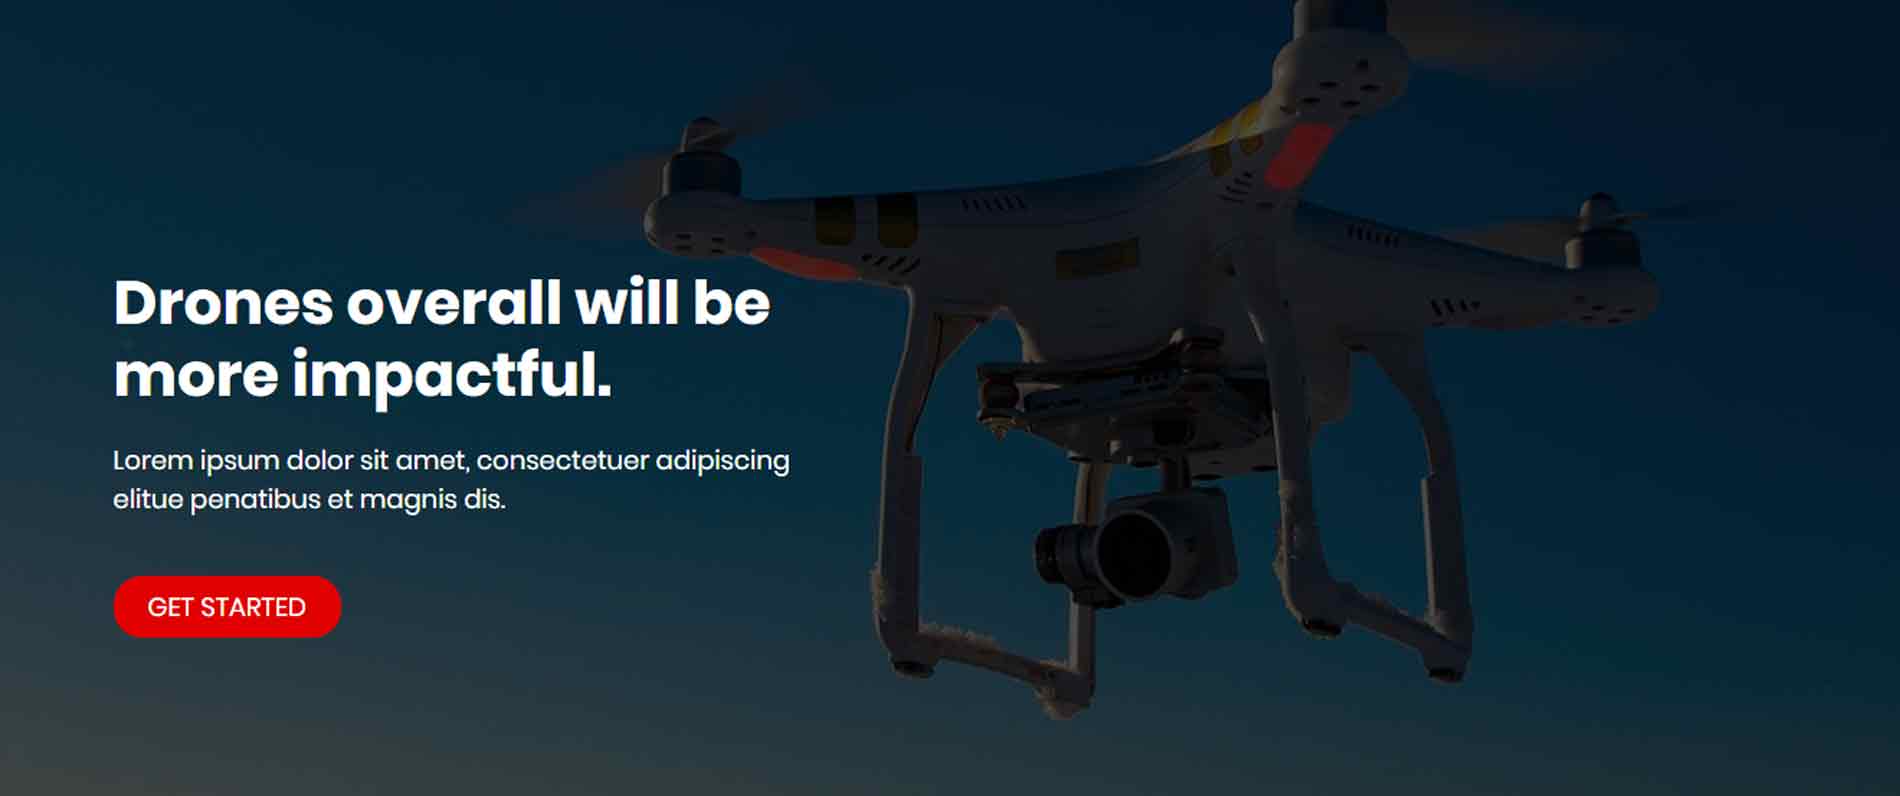 Drones overall will be
more impactful.
Lorem ipsum dolor sit amet, consectetuer adipiscing
elitue penatibus et magnis dis.
GET STARTED